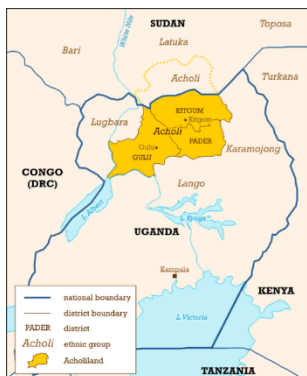 SUDAN
Toposa
White Nile
Bari
Latuka
Acholi
Turkana
KITGUM
Kitgum
Lugbara
Acholi
PADER
Gulu
GULU
Karamojong
CONGO
(DRC)
Lango
L. Albert
L. Kyoga
UGANDA
Kampala
national boundary
district boundary
PADER district
Acholi ethnic group
Acholiland
KENYA
L. Victoria
TANZANIA